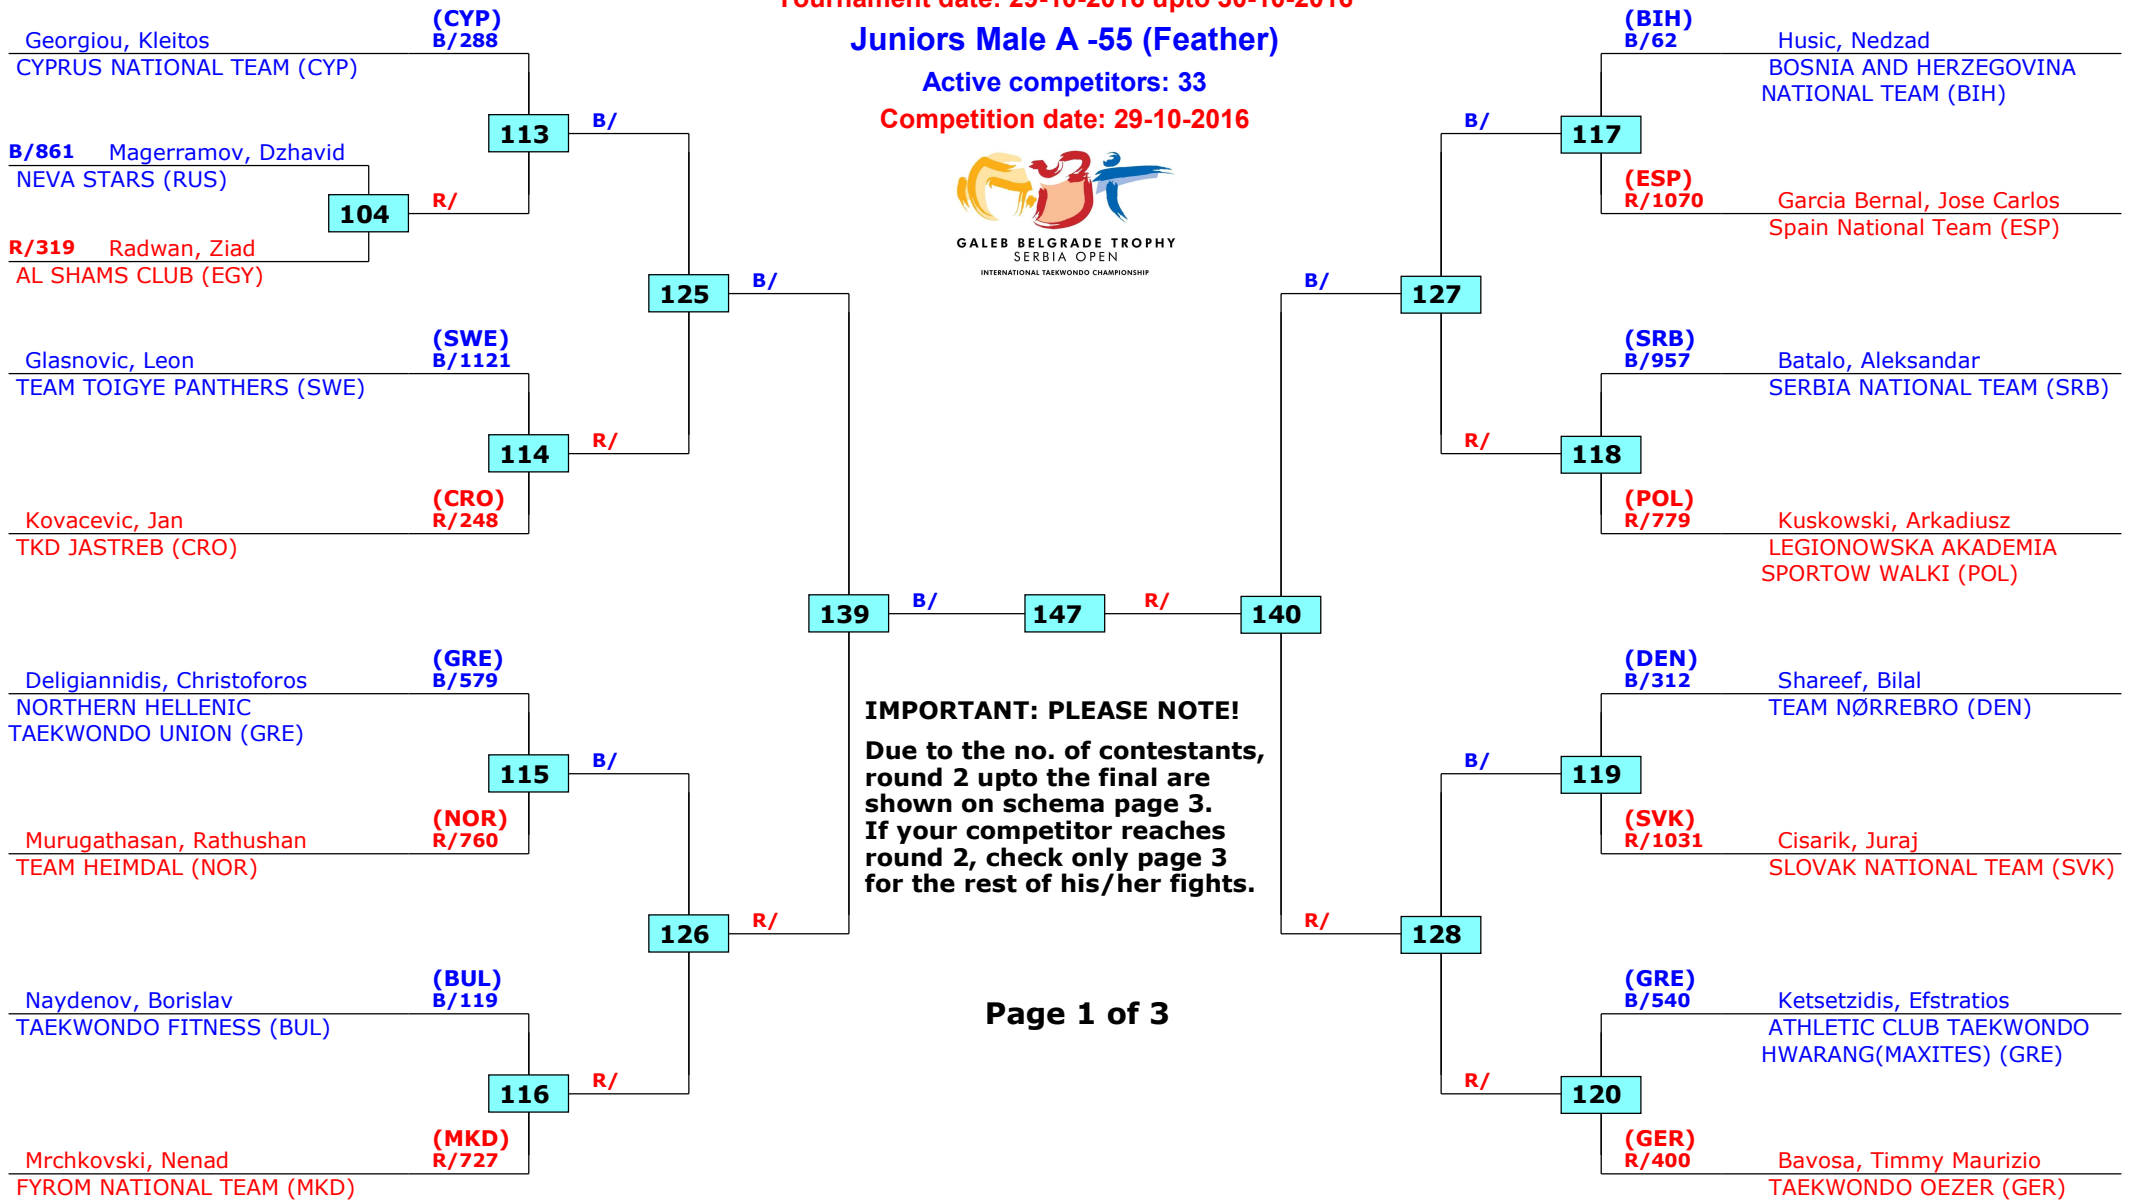 Tournament date: 29-10-2016 upto 30-10-2016
Juniors Male A -55 (Feather)
Active competitors: 33
Competition date: 29-10-2016
GALEB BELGRADE TROPHY
SERBIA OPEN
INTERNATIONAL TAEKWONDO CHAMPIONSHIP
(CYP)
Georgiou, Kleitos B/288
CYPRUS NATIONAL TEAM (CYP)
113
B/
B/861 Magerramov, Dzhavid
NEVA STARS (RUS)
104
R/
R/319 Radwan, Ziad
AL SHAMS CLUB (EGY)
125
B/
(SWE)
Glasnovic, Leon B/1121
TEAM TOIGYE PANTHERS (SWE)
114
R/
(CRO)
Kovacevic, Jan R/248
TKD JASTREB (CRO)
139
B/
147
R/
140
(GRE)
Deligiannidis, Christoforos B/579
NORTHERN HELLENIC
TAEKWONDO UNION (GRE)
115
B/
(NOR)
Murugathasan, Rathushan R/760
TEAM HEIMDAL (NOR)
126
R/
(BUL)
Naydenov, Borislav B/119
TAEKWONDO FITNESS (BUL)
116
R/
(MKD)
Mrchkovski, Nenad R/727
FYROM NATIONAL TEAM (MKD)
IMPORTANT: PLEASE NOTE!
Due to the no. of contestants,
round 2 upto the final are
shown on schema page 3.
If your competitor reaches
round 2, check only page 3
for the rest of his/her fights.
Page 1 of 3
(BIH)
B/62 Husic, Nedzad
BOSNIA AND HERZEGOVINA
NATIONAL TEAM (BIH)
B/
117
(ESP)
R/1070 Garcia Bernal, Jose Carlos
Spain National Team (ESP)
B/
127
(SRB)
B/957 Batalo, Aleksandar
SERBIA NATIONAL TEAM (SRB)
R/
118
(POL)
R/779 Kuskowski, Arkadiusz
LEGIONOWSKA AKADEMIA
SPORTOW WALKI (POL)
(DEN)
B/312 Shareef, Bilal
TEAM NØRREBRO (DEN)
B/
119
(SVK)
R/1031 Cisarik, Juraj
SLOVAK NATIONAL TEAM (SVK)
R/
128
(GRE)
B/540 Ketsetzidis, Efstratios
ATHLETIC CLUB TAEKWONDO
HWARANG(MAXITES) (GRE)
R/
120
(GER)
R/400 Bavosa, Timmy Maurizio
TAEKWONDO OEZER (GER)